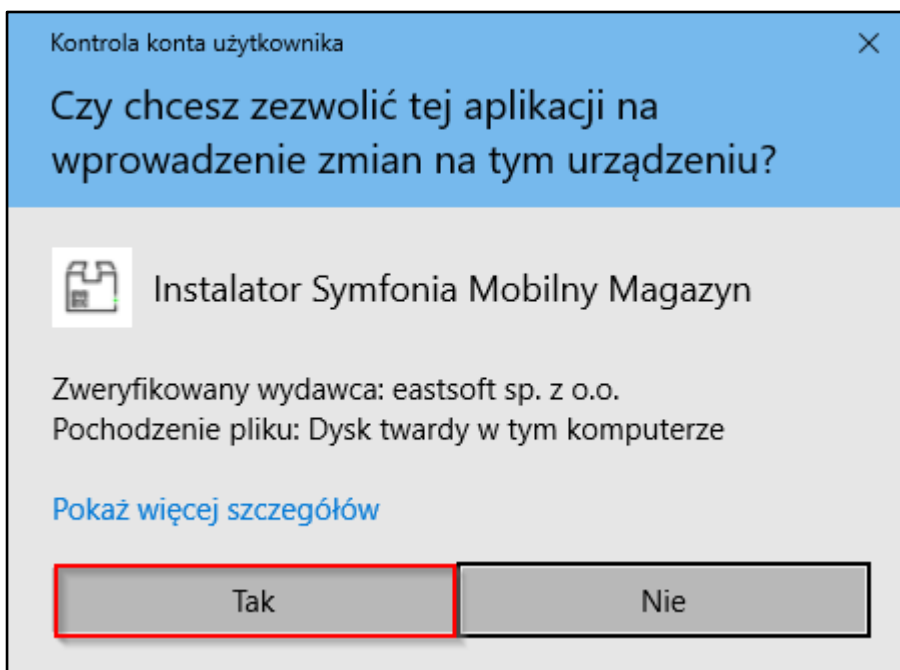 Kontrola konta użytkownika
Czy chcesz zezwolić tej aplikacji na
wprowadzenie zmian na tym urządzeniu?
Instalator Symfonia Mobilny Magazyn
Zweryfikowany wydawca: eastsoft sp. z o.o.
Pochodzenie pliku: Dysk twardy w tym komputerze
Pokaż więcej szczegółów
Tak
Nie